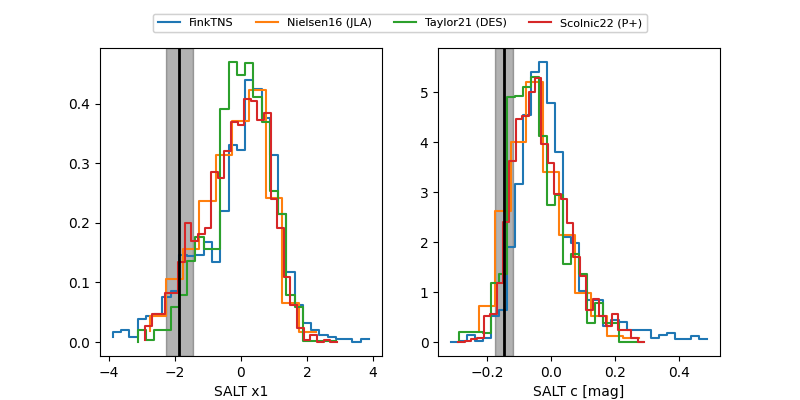 FinkTNS Nielsen16 (JLA) Taylor21 (DES) Scolnic22 (P+)
0.4
0.3
0.2
0.1
0.0
−4 −2 0 2 4
SALT x1
5
4
3
2
1
0
−0.2 0.0 0.2 0.4
SALT c [mag]